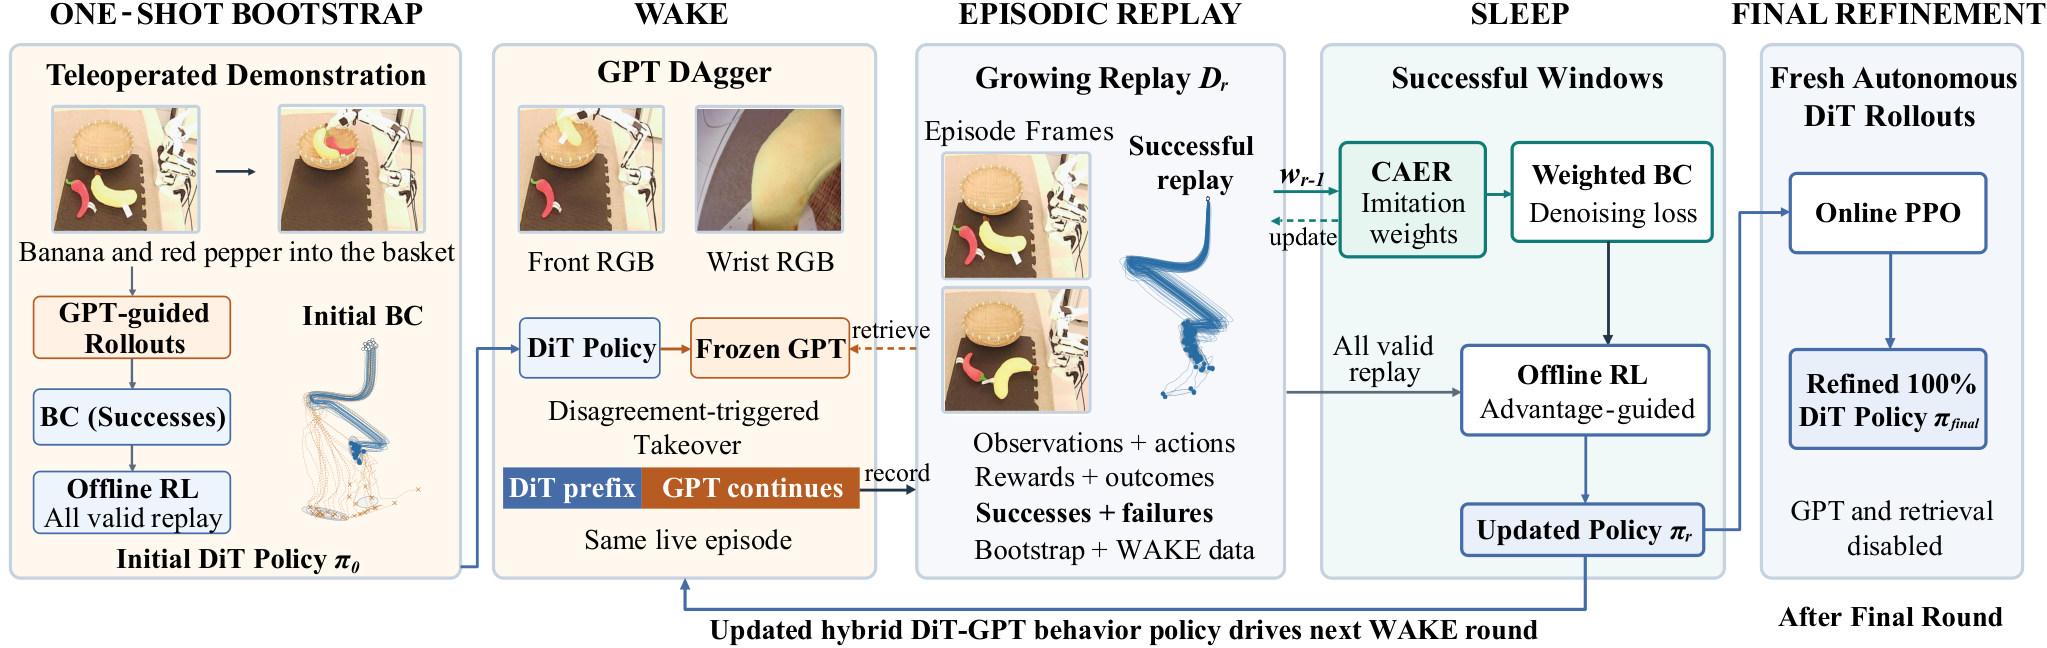 ONE-SHOT BOOTSTRAP
Teleoperated Demonstration
Banana and red pepper into the basket
GPT-guided
Rollouts
BC (Successes)
Offline RL
All valid replay
Initial BC
Initial DiT Policy π₀
WAKE
GPT DAgger
Front RGB
Wrist RGB
DiT Policy
Frozen GPT
retrieve
Disagreement-triggered
Takeover
DiT prefix
GPT continues
record
Same live episode
EPISODIC REPLAY
Growing Replay Dᵣ
Episode Frames
Successful
replay
Observations + actions
Rewards + outcomes
Successes + failures
Bootstrap + WAKE data
SLEEP
Successful Windows
w_{r-1}
update
CAER
Imitation
weights
Weighted BC
Denoising loss
All valid
replay
Offline RL
Advantage-guided
Updated Policy πᵣ
FINAL REFINEMENT
Fresh Autonomous
DiT Rollouts
Online PPO
Refined 100%
DiT Policy π_{final}
GPT and retrieval
disabled
After Final Round
Updated hybrid DiT-GPT behavior policy drives next WAKE round